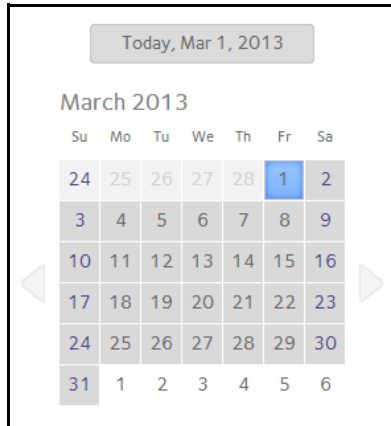 Today, Mar 1, 2013
March 2013
Su Mo Tu We Th Fr Sa
24 25 26 27 28 1 2
3 4 5 6 7 8 9
10 11 12 13 14 15 16
17 18 19 20 21 22 23
24 25 26 27 28 29 30
31 1 2 3 4 5 6